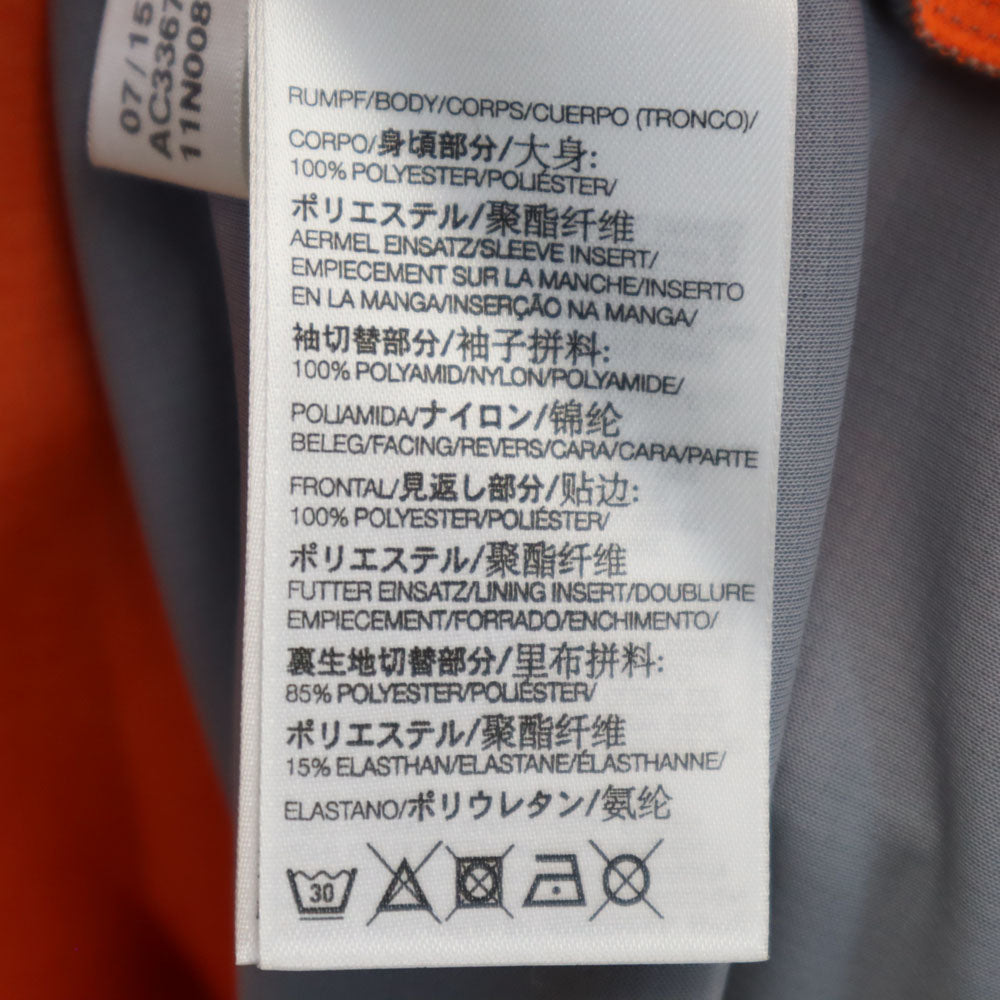 07/15
AC3367
11N008
RUMPF/BODY/CORPS/CUERPO (TRONCO)/
CORPO/身頃部分/大身:
100% POLYESTER/POLIÉSTER/
ポリエステル/聚酯纤维
AERMEL EINSATZ/SLEEVE INSERT/
EMPIECEMENT SUR LA MANCHE/INSERTO
EN LA MANGA/INSERÇÃO NA MANGA/
袖切替部分/袖子拼料:
100% POLYAMID/NYLON/POLYAMIDE/
POLIAMIDA/ナイロン/锦纶
BELEG/FACING/REVERS/CARA/CARA/PARTE
FRONTAL/見返し部分/贴边:
100% POLYESTER/POLIÉSTER/
ポリエステル/聚酯纤维
FUTTER EINSATZ/LINING INSERT/DOUBLURE
EMPIECEMENT/FORRADO/ENCHIMENTO/
裏生地切替部分/里布拼料:
85% POLYESTER/POLIÉSTER/
ポリエステル/聚酯纤维
15% ELASTHAN/ELASTANE/ÉLASTHANNE/
ELASTANO/ポリウレタン/氨纶
30